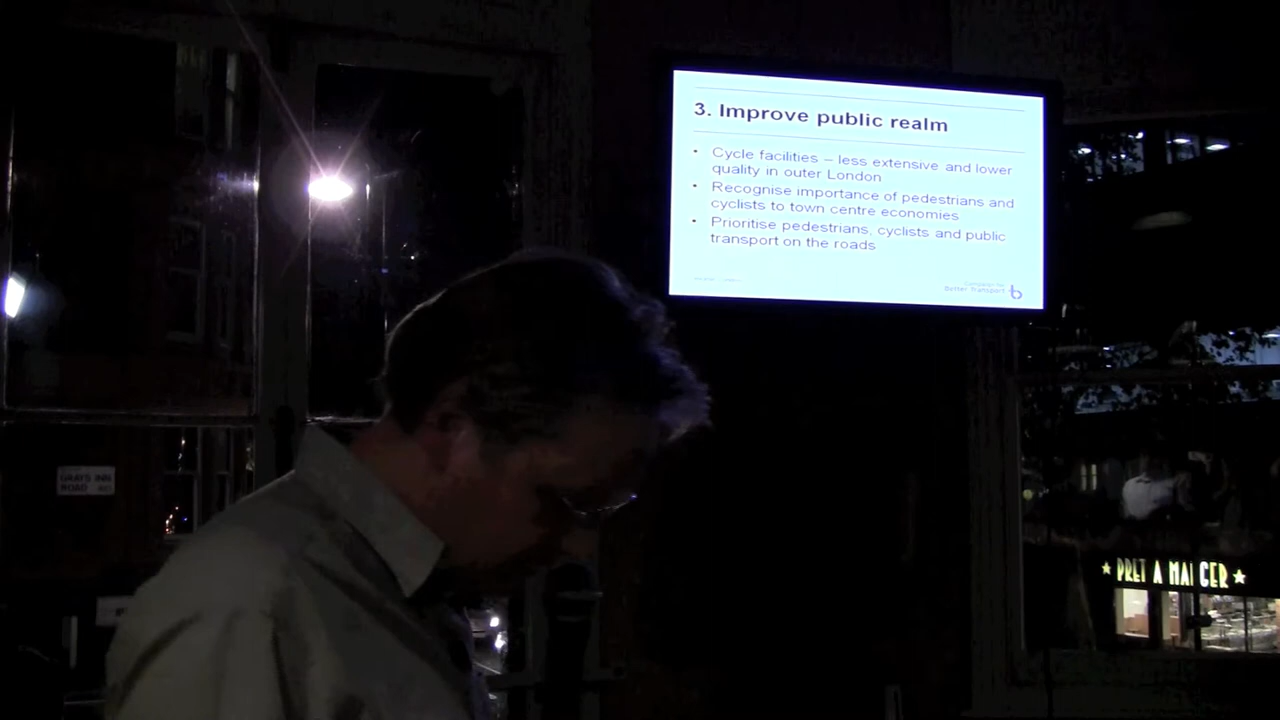 3. Improve public realm
• Cycle facilities – less extensive and lower
quality in outer London
• Recognise importance of pedestrians and
cyclists to town centre economies
• Prioritise pedestrians, cyclists and public
transport on the roads
Campaign for
Better Transport
GRAYS INN
ROAD
★ PRET A MANGER ★